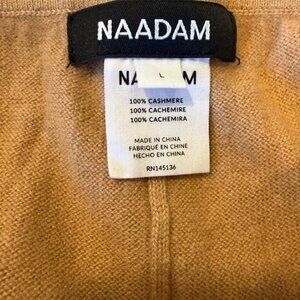 NAADAM
L
100% CASHMERE
100% CACHEMIRE
100% CACHEMIRA
MADE IN CHINA
FABRIQUÉ EN CHINE
HECHO EN CHINA
RN145136